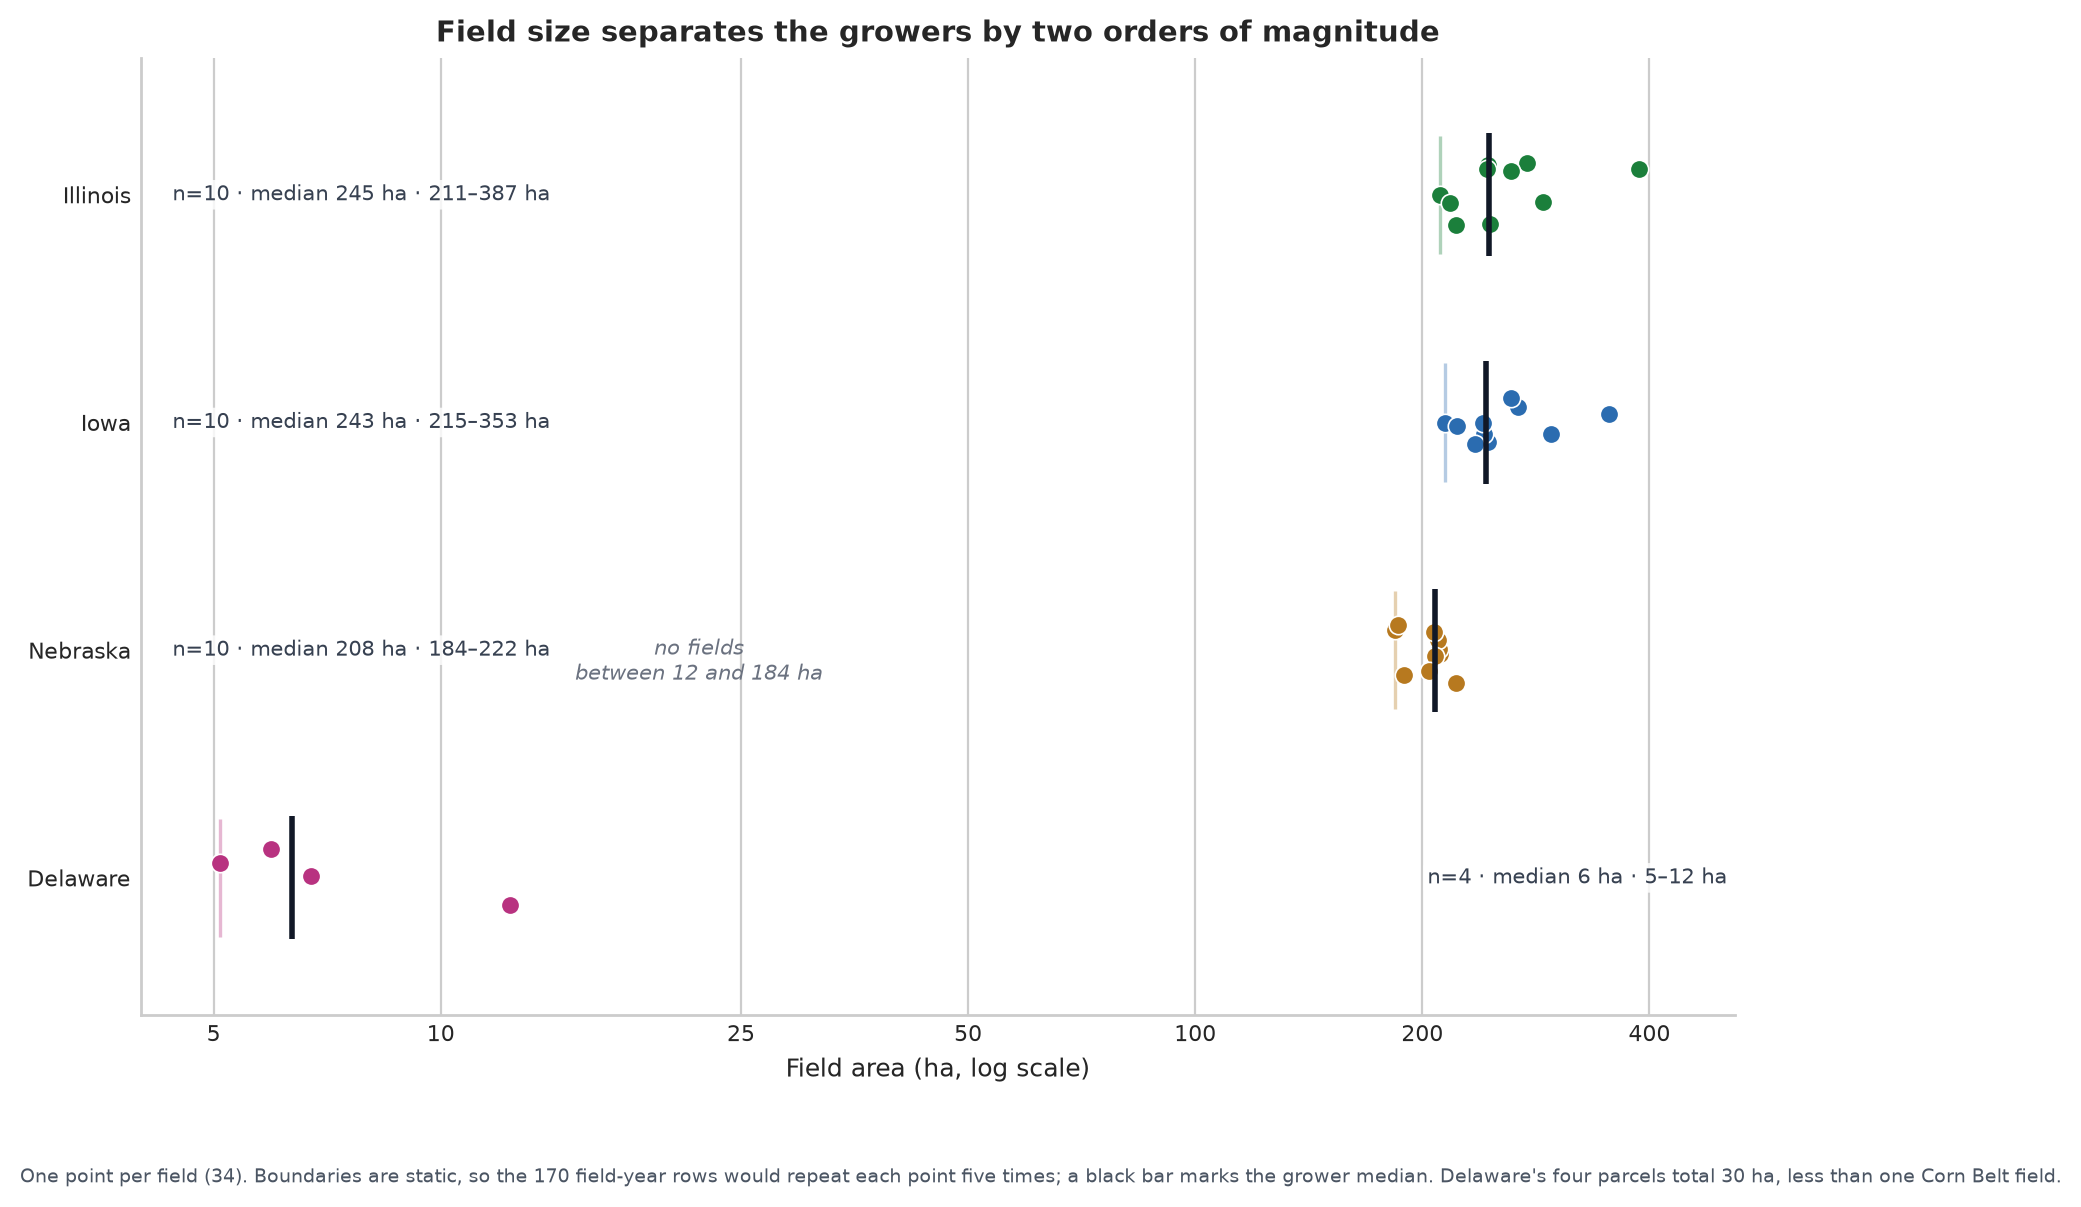 Field size separates the growers by two orders of magnitude
Illinois
n=10 · median 245 ha · 211–387 ha
Iowa
n=10 · median 243 ha · 215–353 ha
Nebraska
n=10 · median 208 ha · 184–222 ha
no fields
between 12 and 184 ha
Delaware
n=4 · median 6 ha · 5–12 ha
5 10 25 50 100 200 400
Field area (ha, log scale)
One point per field (34). Boundaries are static, so the 170 field-year rows would repeat each point five times; a black bar marks the grower median. Delaware's four parcels total 30 ha, less than one Corn Belt field.